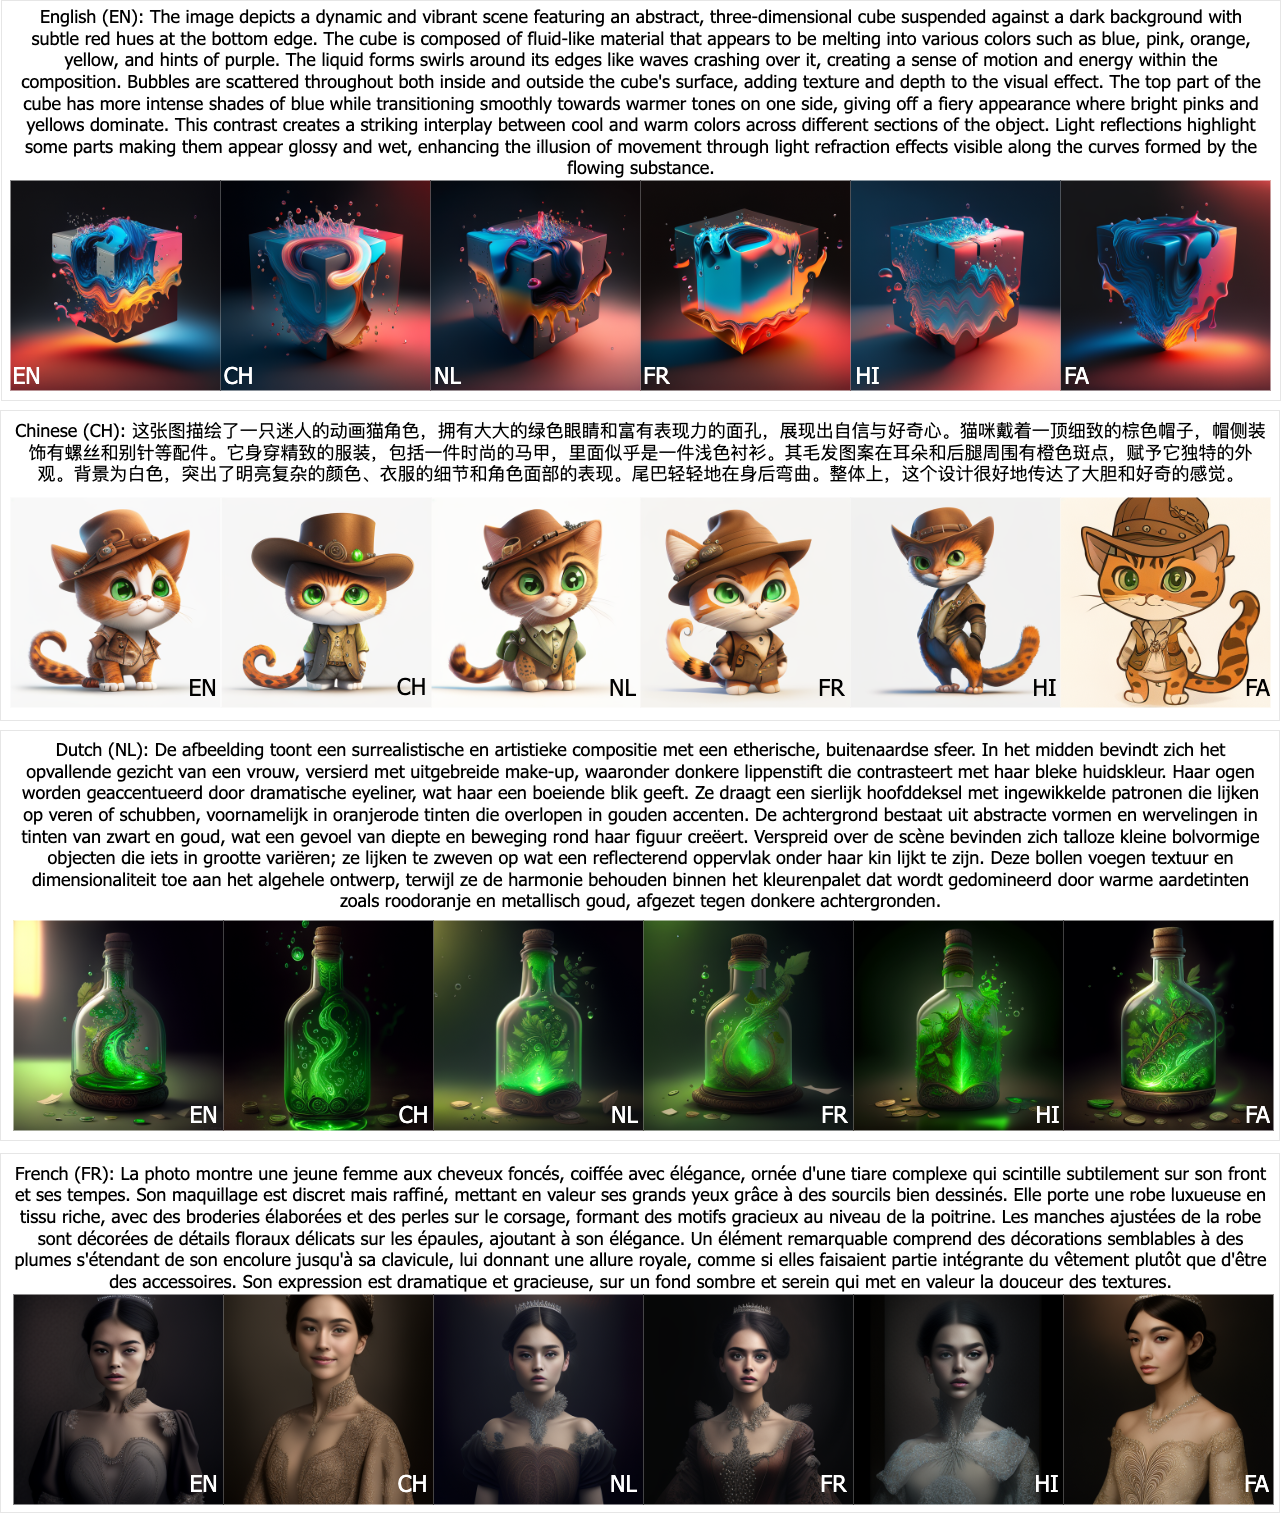 English (EN): The image depicts a dynamic and vibrant scene featuring an abstract, three-dimensional cube suspended against a dark background with
subtle red hues at the bottom edge. The cube is composed of fluid-like material that appears to be melting into various colors such as blue, pink, orange,
yellow, and hints of purple. The liquid forms swirls around its edges like waves crashing over it, creating a sense of motion and energy within the
composition. Bubbles are scattered throughout both inside and outside the cube's surface, adding texture and depth to the visual effect. The top part of the
cube has more intense shades of blue while transitioning smoothly towards warmer tones on one side, giving off a fiery appearance where bright pinks and
yellows dominate. This contrast creates a striking interplay between cool and warm colors across different sections of the object. Light reflections highlight
some parts making them appear glossy and wet, enhancing the illusion of movement through light refraction effects visible along the curves formed by the
flowing substance.
EN CH NL FR HI FA
Chinese (CH): 这张图描绘了一只迷人的动画猫角色，拥有大大的绿色眼睛和富有表现力的面孔，展现出自信与好奇心。猫咪戴着一顶细致的棕色帽子，帽侧装
饰有螺丝和别针等配件。它身穿精致的服装，包括一件时尚的马甲，里面似乎是一件浅色衬衫。其毛发图案在耳朵和后腿周围有橙色斑点，赋予它独特的外
观。背景为白色，突出了明亮复杂的颜色、衣服的细节和角色面部的表现。尾巴轻轻地在身后弯曲。整体上，这个设计很好地传达了大胆和好奇的感觉。
EN CH NL FR HI FA
Dutch (NL): De afbeelding toont een surrealistische en artistieke compositie met een etherische, buitenaardse sfeer. In het midden bevindt zich het
opvallende gezicht van een vrouw, versierd met uitgebreide make-up, waaronder donkere lippenstift die contrasteert met haar bleke huidskleur. Haar ogen
worden geaccentueerd door dramatische eyeliner, wat haar een boeiende blik geeft. Ze draagt een sierlijk hoofddeksel met ingewikkelde patronen die lijken
op veren of schubben, voornamelijk in oranjerode tinten die overlopen in gouden accenten. De achtergrond bestaat uit abstracte vormen en wervelingen in
tinten van zwart en goud, wat een gevoel van diepte en beweging rond haar figuur creëert. Verspreid over de scène bevinden zich talloze kleine bolvormige
objecten die iets in grootte variëren; ze lijken te zweven op wat een reflecterend oppervlak onder haar kin lijkt te zijn. Deze bollen voegen textuur en
dimensionaliteit toe aan het algehele ontwerp, terwijl ze de harmonie behouden binnen het kleurenpalet dat wordt gedomineerd door warme aardetinten
zoals roodoranje en metallisch goud, afgezet tegen donkere achtergronden.
EN CH NL FR HI FA
French (FR): La photo montre une jeune femme aux cheveux foncés, coiffée avec élégance, ornée d'une tiare complexe qui scintille subtilement sur son front
et ses tempes. Son maquillage est discret mais raffiné, mettant en valeur ses grands yeux grâce à des sourcils bien dessinés. Elle porte une robe luxueuse en
tissu riche, avec des broderies élaborées et des perles sur le corsage, formant des motifs gracieux au niveau de la poitrine. Les manches ajustées de la robe
sont décorées de détails floraux délicats sur les épaules, ajoutant à son élégance. Un élément remarquable comprend des décorations semblables à des
plumes s'étendant de son encolure jusqu'à sa clavicule, lui donnant une allure royale, comme si elles faisaient partie intégrante du vêtement plutôt que d'être
des accessoires. Son expression est dramatique et gracieuse, sur un fond sombre et serein qui met en valeur la douceur des textures.
EN CH NL FR HI FA